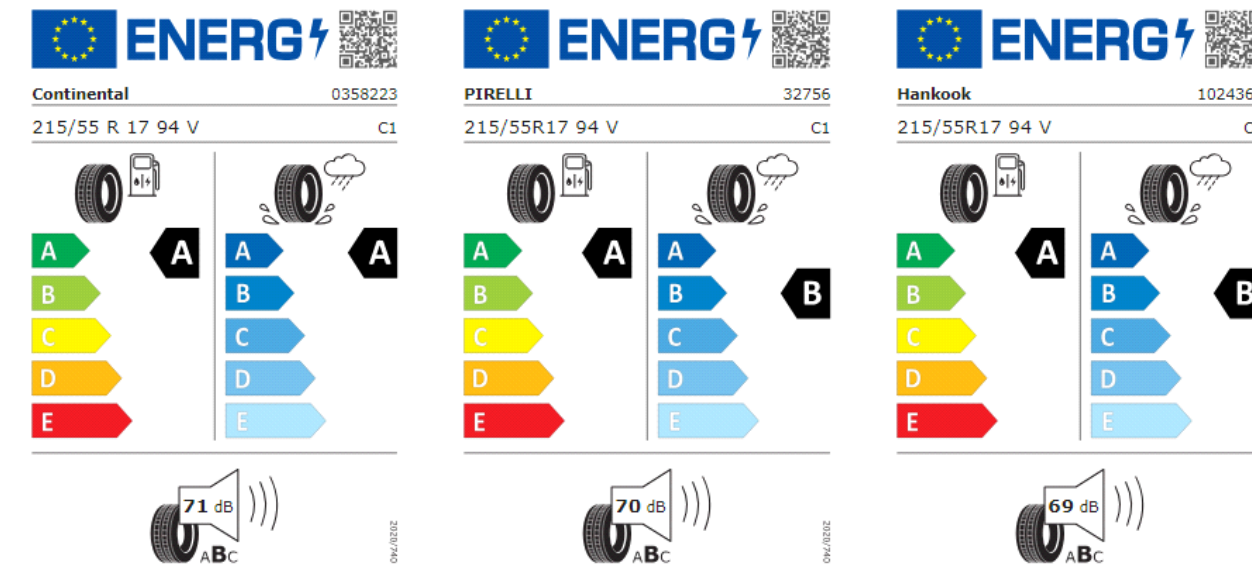 ENERG
Continental 0358223
215/55 R 17 94 V C1
A A
A A
B B
C C
D D
E E
71 dB
ABC
2020/740
ENERG
PIRELLI 32756
215/55R17 94 V C1
A A
A
B B
B
C C
D D
E E
70 dB
ABC
2020/740
ENERG
Hankook 102436
215/55R17 94 V
A A
A
B B
B
C C
D D
E E
69 dB
ABC